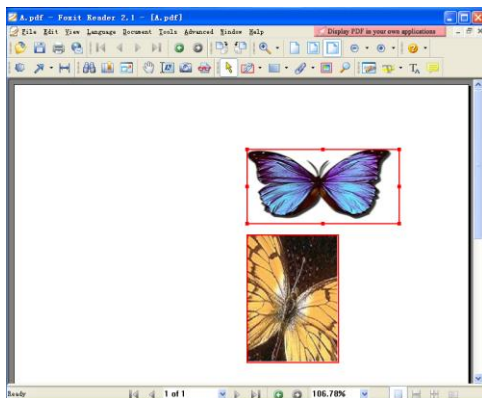 A.pdf - Foxit Reader 2.1 - [A.pdf]
File Edit View Language Document Tools Advanced Window Help
Display PDF in your own applications
Ready
1 of 1
106.78%